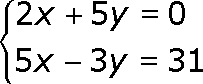 2x + 5y = 0
5x − 3y = 31